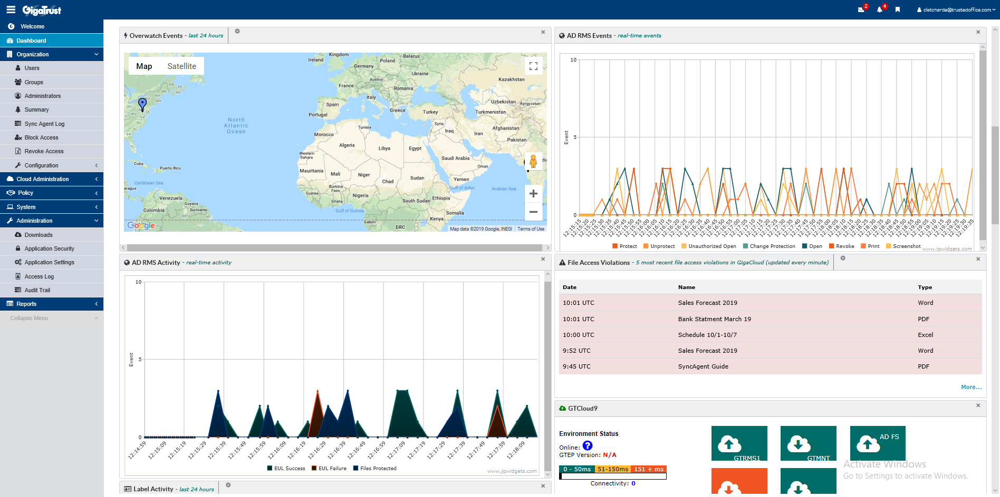 GigaTrust
2
4
cletcherda@trustedoffice.com
Welcome
Dashboard
Organization
Users
Groups
Administrators
Summary
Sync Agent Log
Block Access
Revoke Access
Configuration
Cloud Administration
Policy
System
Administration
Downloads
Application Security
Application Settings
Access Log
Audit Trail
Reports
Collapse Menu
Overwatch Events - last 24 hours
Map Satellite
Ireland
Kingdom
Poland
Belarus
Germany
Ukraine
Kazakhstan
France
Austria
Romania
Italy
Uzbekistan
Kyrgyzstan
Spain
Portugal
Greece
Turkey
Turkmenistan
NB
PE
NS
ME
OH
NY
MA
WV
DE
VA
NC
SC
GA
North
Atlantic
Ocean
Tunisia
Syria
Iraq
Iran
Afghanistan
Pakistan
Morocco
Algeria
Libya
Egypt
Western
Sahara
Saudi Arabia
Oman
Cuba
Puerto Rico
Mauritania
Mali
Niger
Chad
Sudan
Yemen
Gulf of Aden
Arabian Sea
Caribbean Sea
Burkina
Faso
Guinea
Ghana
Nigeria
South Sudan
Ethiopia
Venezuela
Guyana
Suriname
Colombia
Gulf of Guinea
Somalia
RR
AP
Gabon
DRC
Kenya
Google
Map data ©2019 Google, INEGI Terms of Use
AD RMS Events - real-time events
10
5
0
Event
12:15:15
12:15:20
12:15:25
12:15:30
12:15:35
12:15:40
12:15:45
12:15:50
12:15:55
12:16:00
12:16:05
12:16:10
12:16:15
12:16:20
12:16:25
12:16:30
12:16:35
12:16:40
12:16:45
12:16:50
12:16:55
12:17:00
12:17:05
12:17:10
12:17:15
12:17:20
12:17:25
12:17:30
12:17:35
12:17:40
12:17:45
12:17:50
12:17:55
12:18:00
12:18:05
12:18:10
12:18:15
12:18:20
12:18:25
12:18:30
12:18:35
12:18:40
12:18:45
12:18:50
12:18:55
12:19:00
12:19:05
12:19:10
12:19:15
12:19:20
12:19:25
12:19:30
12:19:35
Protect Unprotect Unauthorized Open Change Protection Open Revoke Print Screenshot
www.jqwidgets.com
AD RMS Activity - real-time activity
10
5
0
Event
12:14:59
12:15:09
12:15:19
12:15:29
12:15:39
12:15:49
12:15:59
12:16:09
12:16:19
12:16:29
12:16:39
12:16:49
12:16:59
12:17:09
12:17:19
12:17:29
12:17:39
12:17:49
12:17:59
12:18:09
EUL Success EUL Failure Files Protected
www.jqwidgets.com
File Access Violations - 5 most recent file access violations in GigaCloud (updated every minute)
Date Name Type
10:01 UTC Sales Forecast 2019 Word
10:01 UTC Bank Statment March 19 PDF
10:00 UTC Schedule 10/1-10/7 Excel
9:52 UTC Sales Forecast 2019 Word
9:45 UTC SyncAgent Guide PDF
More...
GTCloud9
Environment Status
Online: ?
GTEP Version: N/A
0 - 50ms 51-150ms 151 + ms
Connectivity: 0
GTRMS1
GTMNT
AD FS
Activate Windows
Go to Settings to activate Windows.
Label Activity - last 24 hours